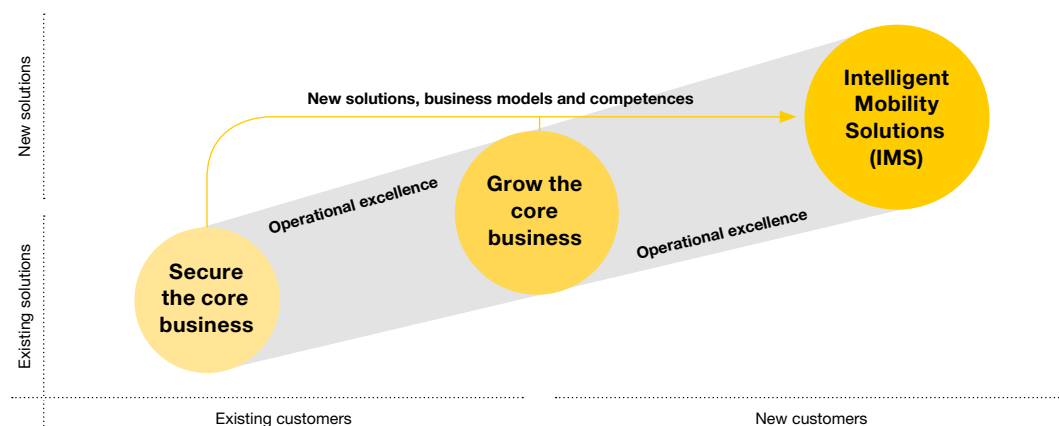 New solutions
Existing solutions
New solutions, business models and competences
Intelligent
Mobility
Solutions
(IMS)
Operational excellence
Grow the
core
business
Operational excellence
Secure
the core
business
Existing customers
New customers